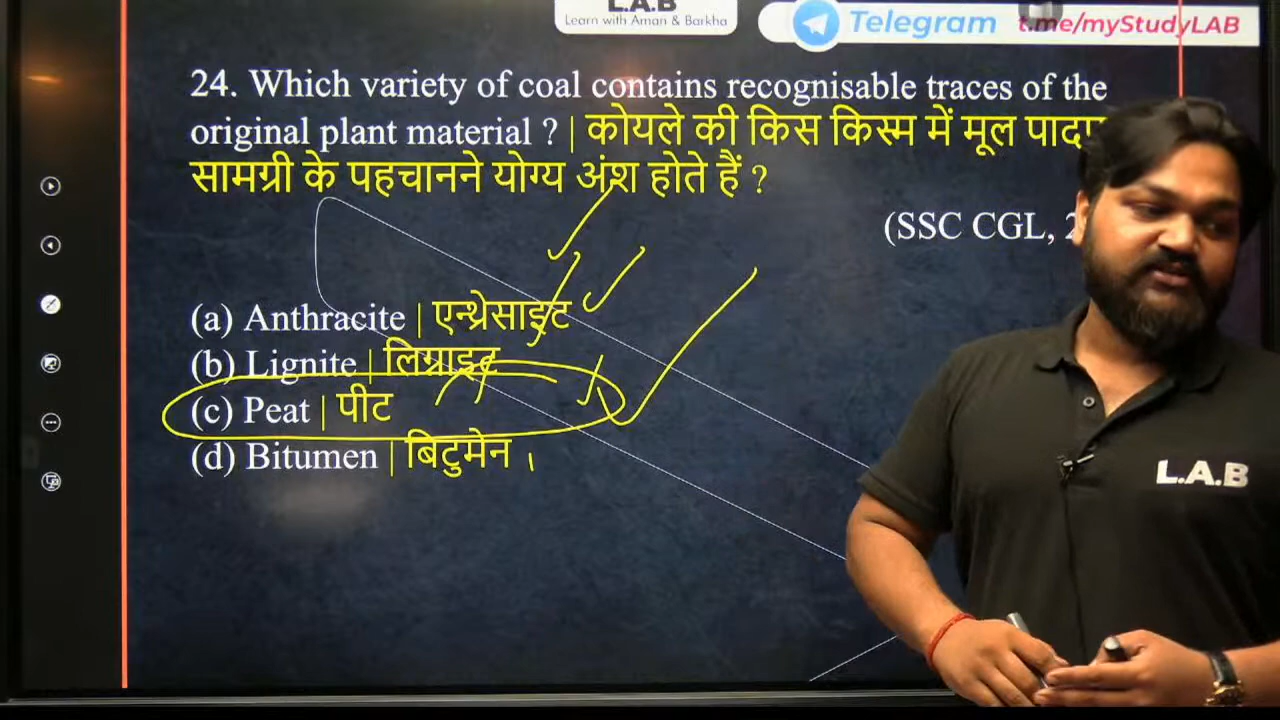 L.A.B
Learn with Aman & Barkha
Telegram t.me/myStudyLAB
24. Which variety of coal contains recognisable traces of the
original plant material ? | कोयले की किस किस्म में मूल पादप
सामग्री के पहचानने योग्य अंश होते हैं ?
(SSC CGL, 2
(a) Anthracite | एन्थ्रेसाइट
(b) Lignite | लिग्नाइट
(c) Peat | पीट
(d) Bitumen | बिटुमेन ।
L.A.B